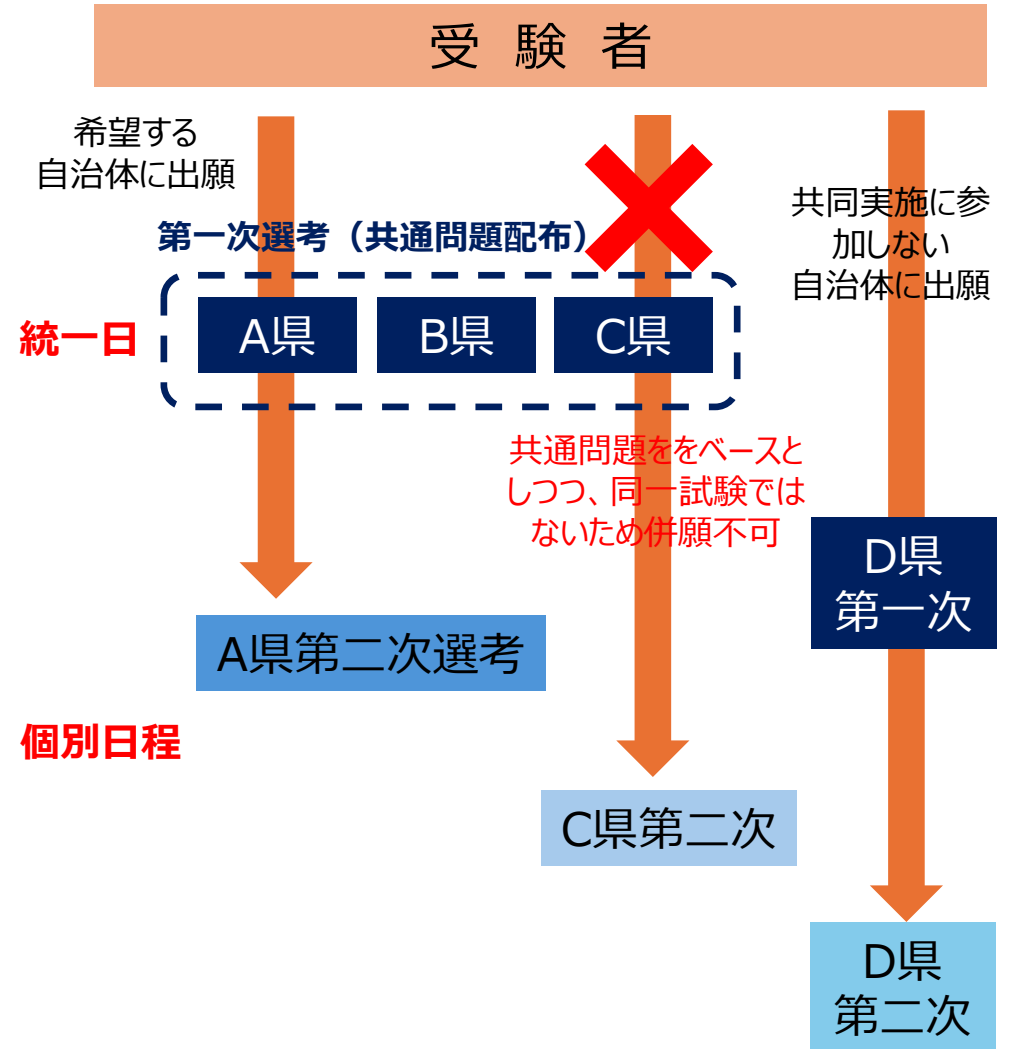 受 験 者
希望する
自治体に出願
共同実施に参
加しない
自治体に出願
第一次選考（共通問題配布）
統一日
A県
B県
C県
共通問題ををベースと
しつつ、同一試験では
ないため併願不可
D県
第一次
A県第二次選考
個別日程
C県第二次
D県
第二次